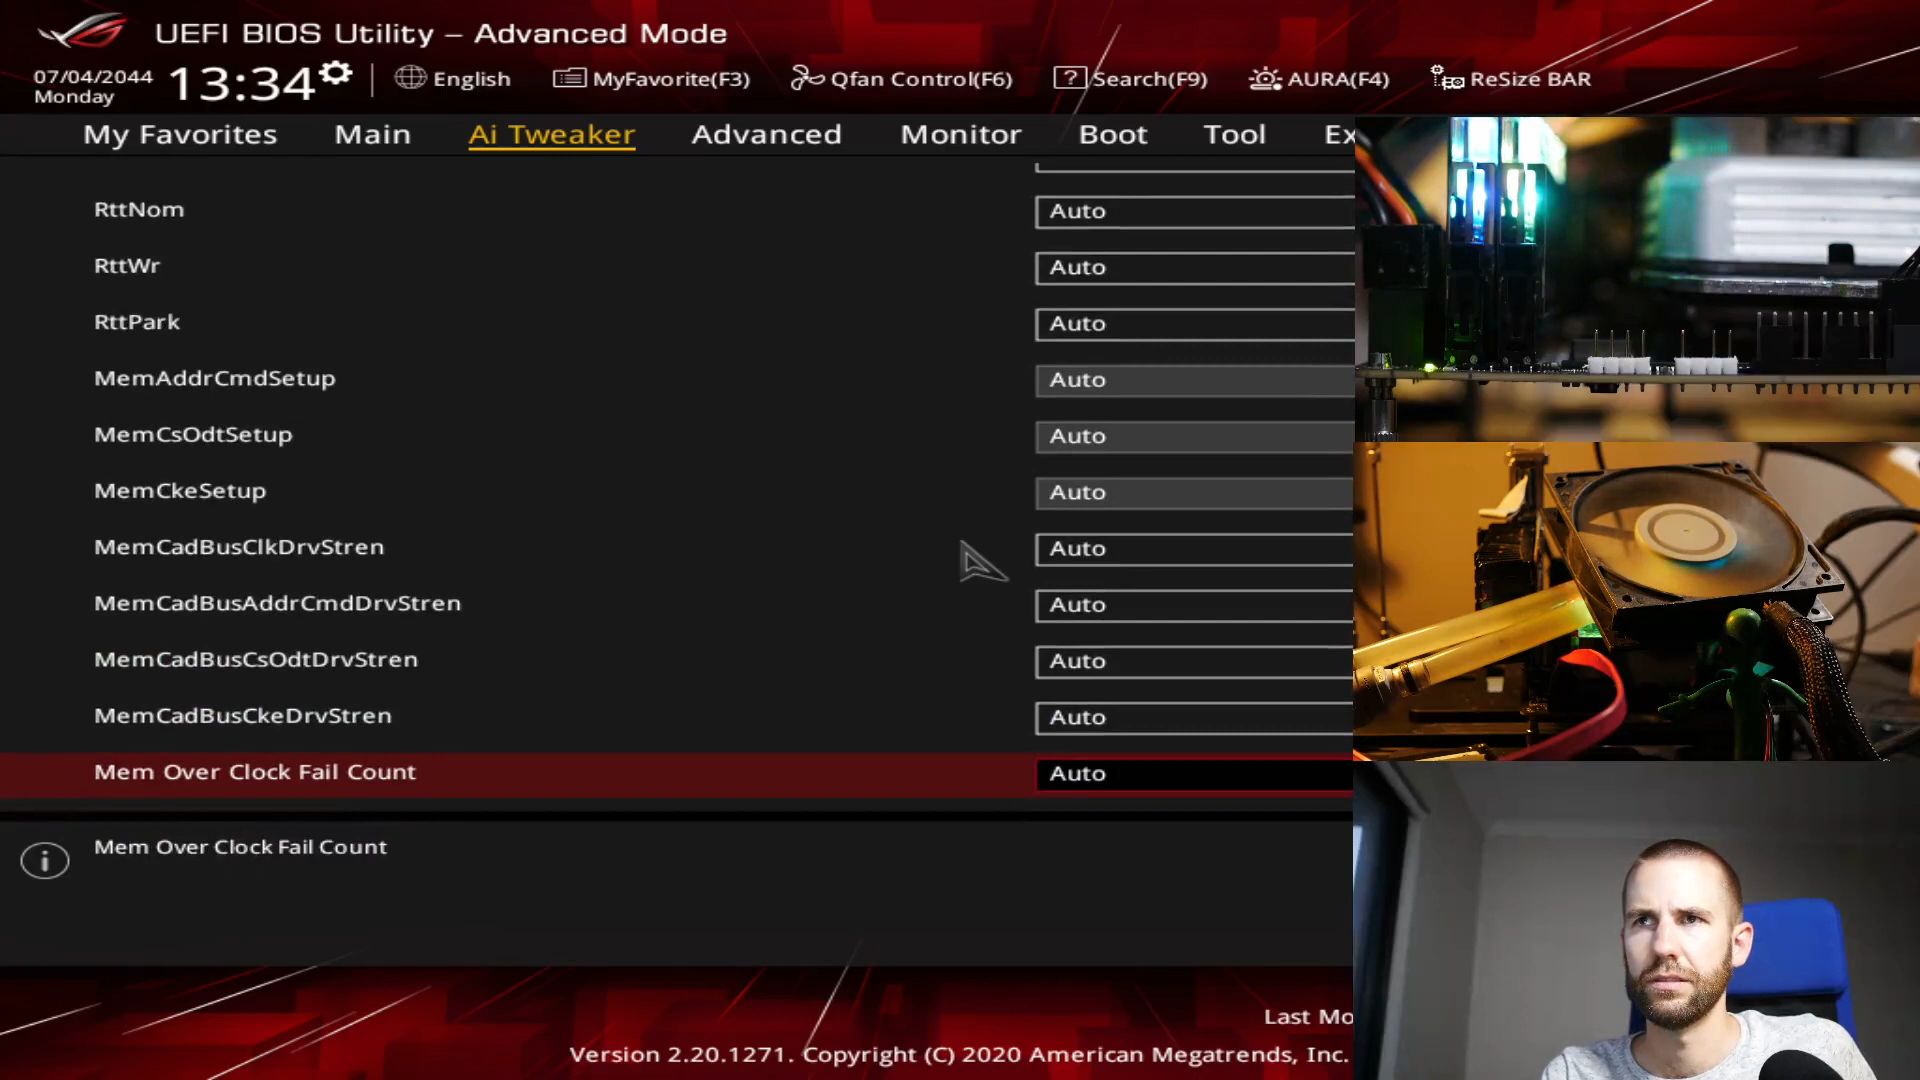 UEFI BIOS Utility – Advanced Mode
07/04/2044
Monday
13:34
English
MyFavorite(F3)
Qfan Control(F6)
Search(F9)
AURA(F4)
ReSize BAR
My Favorites
Main
Ai Tweaker
Advanced
Monitor
Boot
Tool
Ex
RttNom Auto
RttWr Auto
RttPark Auto
MemAddrCmdSetup Auto
MemCsOdtSetup Auto
MemCkeSetup Auto
MemCadBusClkDrvStren Auto
MemCadBusAddrCmdDrvStren Auto
MemCadBusCsOdtDrvStren Auto
MemCadBusCkeDrvStren Auto
Mem Over Clock Fail Count Auto
Mem Over Clock Fail Count
Last Mo
Version 2.20.1271. Copyright (C) 2020 American Megatrends, Inc.